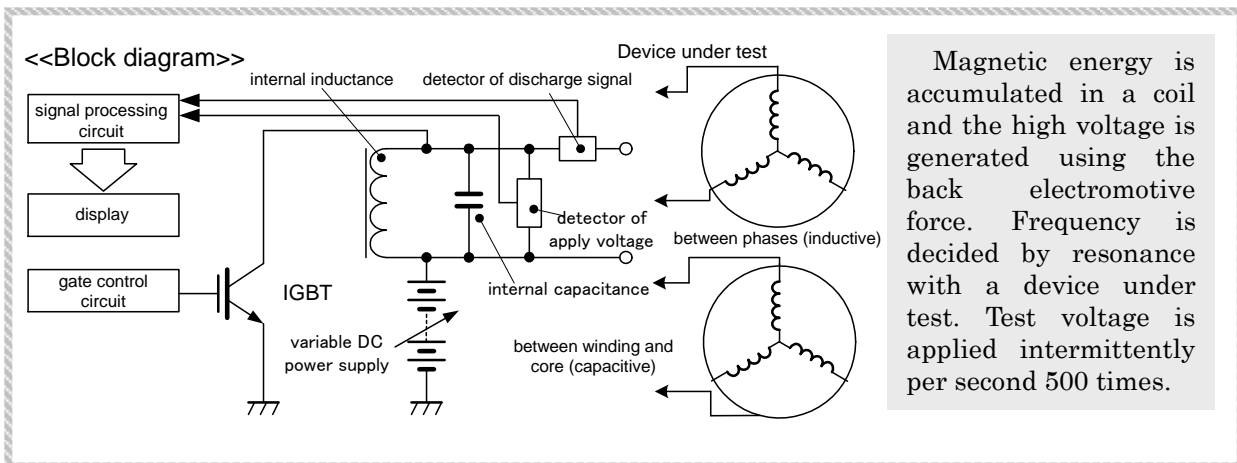 <<Block diagram>>
internal inductance
detector of discharge signal
Device under test
signal processing
circuit
display
gate control
circuit
IGBT
variable DC
power supply
internal capacitance
detector of
apply voltage
between phases (inductive)
between winding and
core (capacitive)
Magnetic energy is
accumulated in a coil
and the high voltage is
generated using the
back electromotive
force. Frequency is
decided by resonance
with a device under
test. Test voltage is
applied intermittently
per second 500 times.